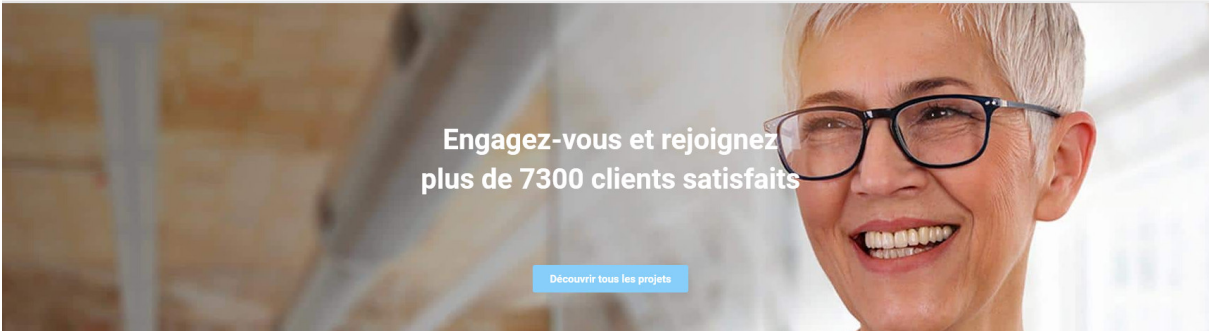 Engagez-vous et rejoignez
plus de 7300 clients satisfaits
Découvrir tous les projets